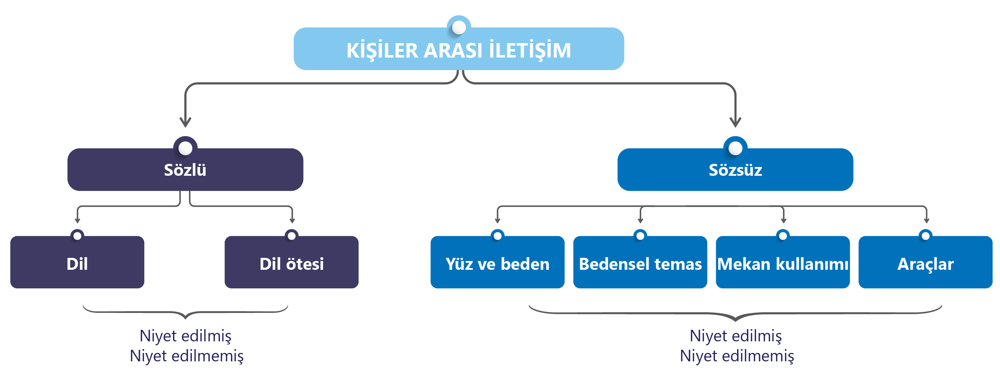 KİŞİLER ARASI İLETİŞİM
Sözlü
Sözsüz
Dil
Dil ötesi
Yüz ve beden
Bedensel temas
Mekan kullanımı
Araçlar
Niyet edilmiş
Niyet edilmemiş
Niyet edilmiş
Niyet edilmemiş